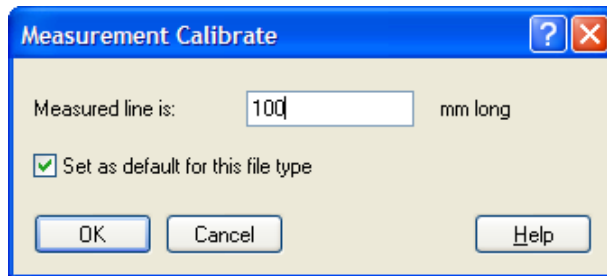 Measurement Calibrate
Measured line is: 100 mm long
Set as default for this file type
OK Cancel Help